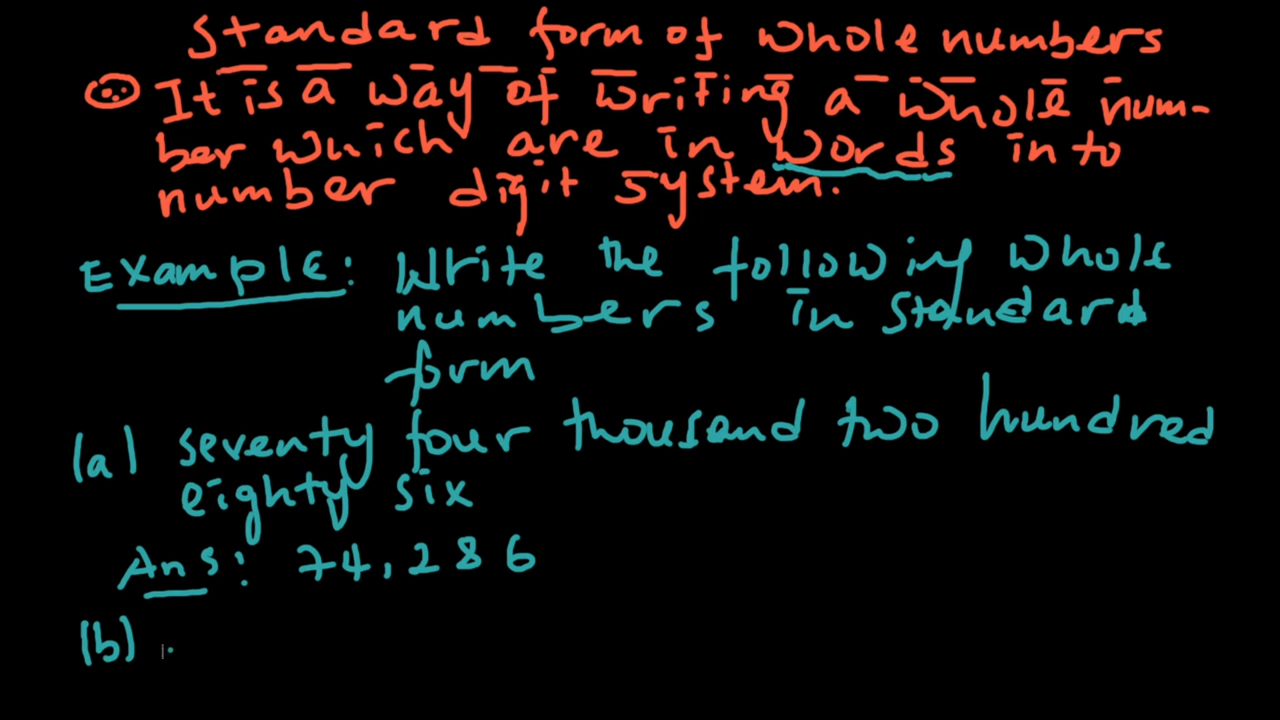 Standard form of whole numbers
It is a way of writing a whole num-
ber which are in words in to
number digit system.
Example: Write the following whole
numbers in standard
form
(a) seventy four thousand two hundred
eighty six
Ans: 74,286
(b)